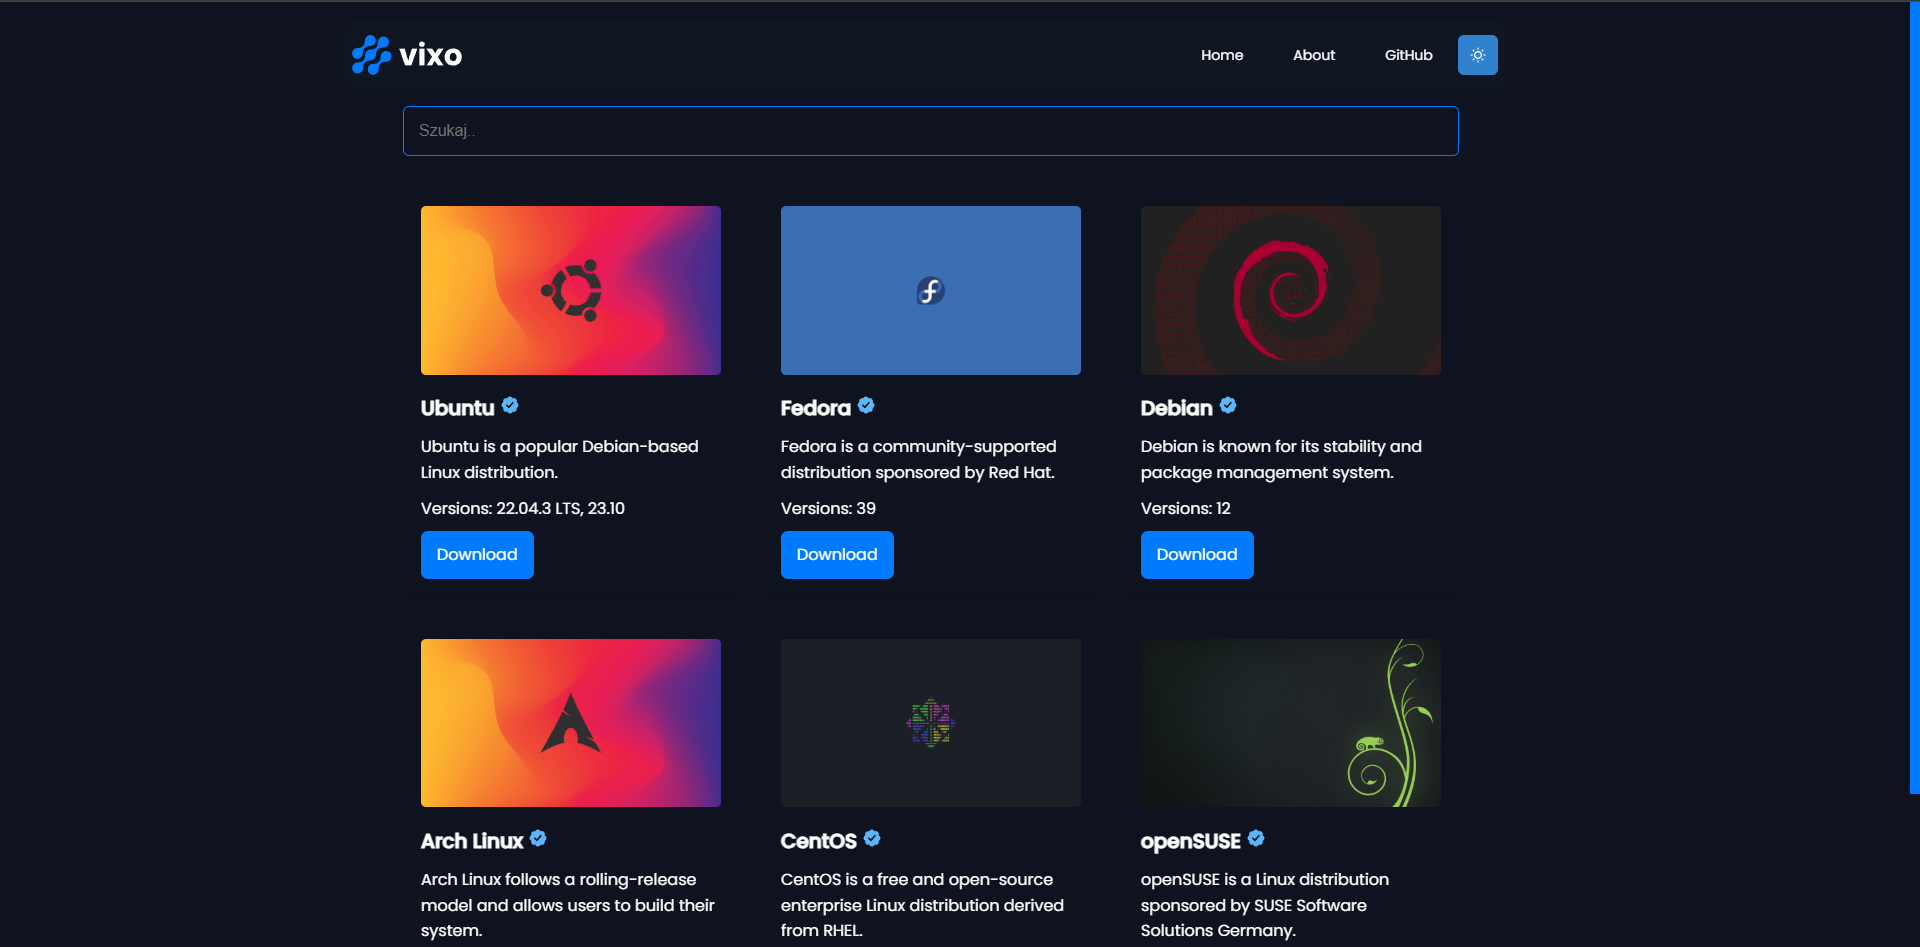 vixo
Home
About
GitHub
Szukaj..
Ubuntu
Ubuntu is a popular Debian-based
Linux distribution.
Versions: 22.04.3 LTS, 23.10
Download
Fedora
Fedora is a community-supported
distribution sponsored by Red Hat.
Versions: 39
Download
Debian
Debian is known for its stability and
package management system.
Versions: 12
Download
Arch Linux
Arch Linux follows a rolling-release
model and allows users to build their
system.
CentOS
CentOS is a free and open-source
enterprise Linux distribution derived
from RHEL.
openSUSE
openSUSE is a Linux distribution
sponsored by SUSE Software
Solutions Germany.